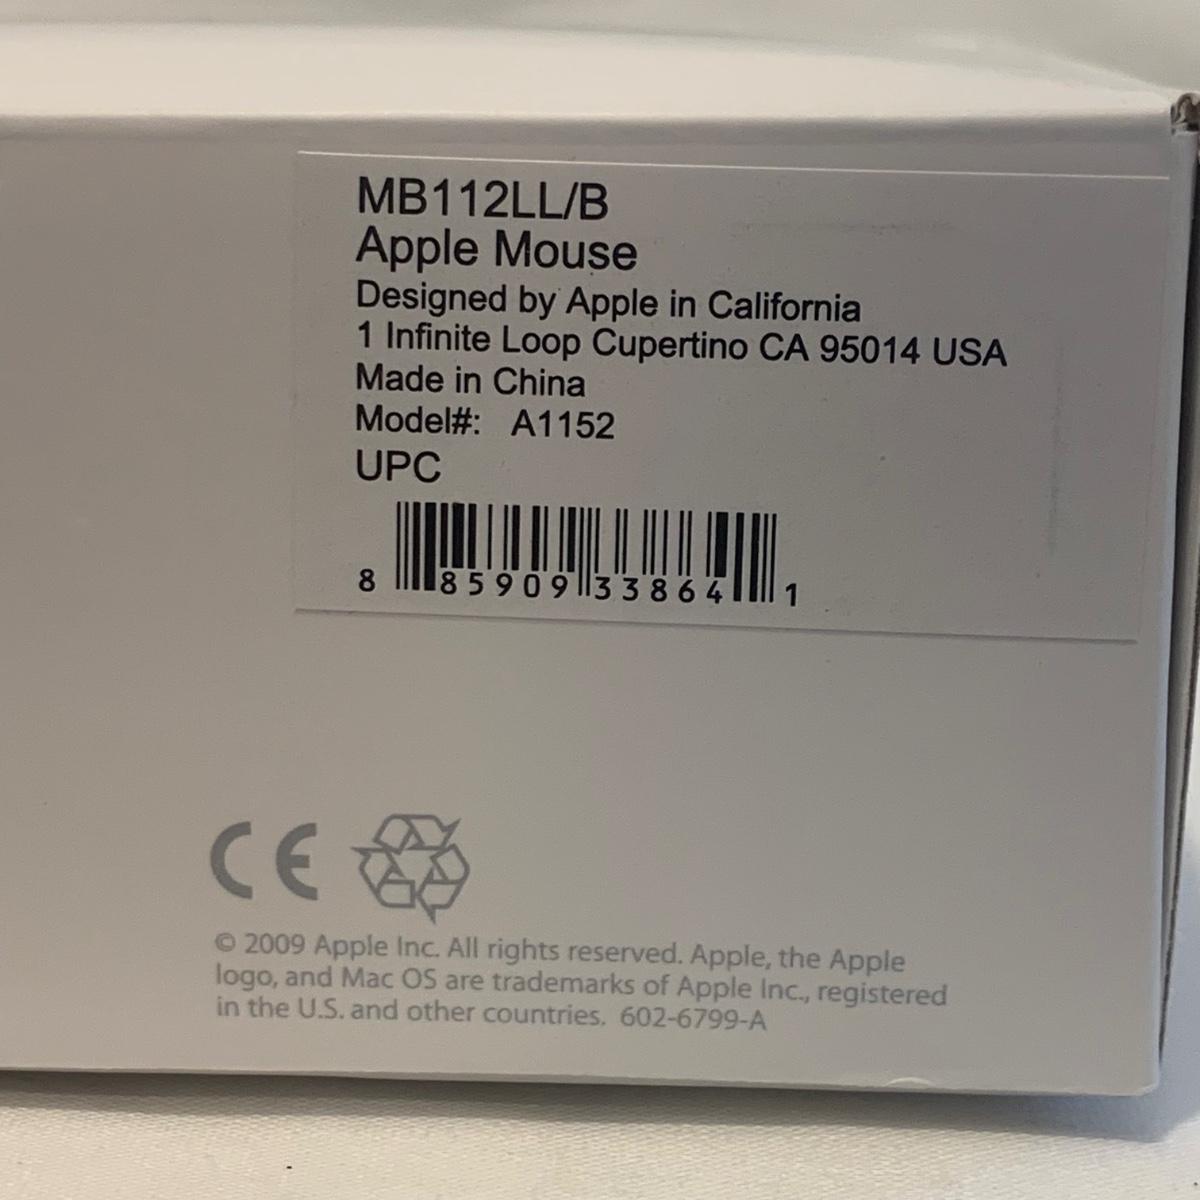 MB112LL/B
Apple Mouse
Designed by Apple in California
1 Infinite Loop Cupertino CA 95014 USA
Made in China
Model#: A1152
UPC
8 85909 33864 1
CE
© 2009 Apple Inc. All rights reserved. Apple, the Apple
logo, and Mac OS are trademarks of Apple Inc., registered
in the U.S. and other countries. 602-6799-A